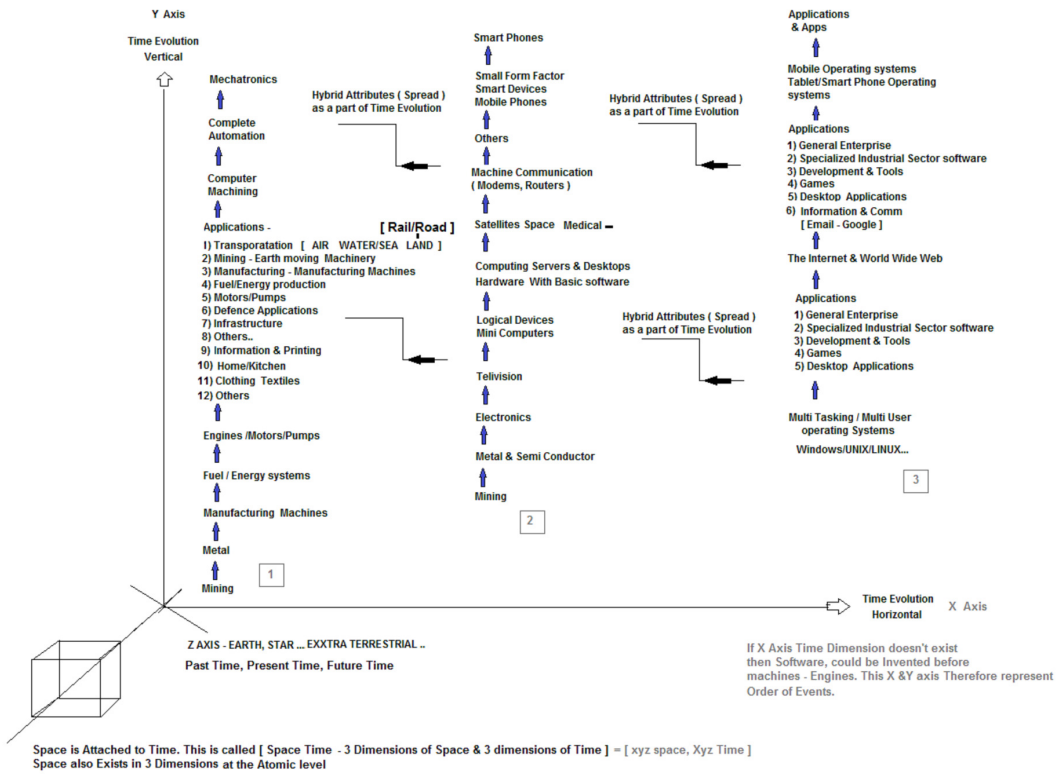 Y Axis
Time Evolution
Vertical
Mechatronics
Complete
Automation
Computer
Machining
Applications -
[ Rail/Road ]
1) Transporatation [ AIR WATER/SEA LAND ]
2) Mining - Earth moving Machinery
3) Manufacturing - Manufacturing Machines
4) Fuel/Energy production
5) Motors/Pumps
6) Defence Applications
7) Infrastructure
8) Others..
9) Information & Printing
10) Home/Kitchen
11) Clothing Textiles
12) Others
Engines /Motors/Pumps
Fuel / Energy systems
Manufacturing Machines
Metal
Mining
1
Hybrid Attributes ( Spread )
as a part of Time Evolution
Smart Phones
Small Form Factor
Smart Devices
Mobile Phones
Others
Machine Communication
( Modems, Routers )
Satellites Space Medical -
Computing Servers & Desktops
Hardware With Basic software
Logical Devices
Mini Computers
Telivision
Electronics
Metal & Semi Conductor
Mining
2
Hybrid Attributes ( Spread )
as a part of Time Evolution
Hybrid Attributes ( Spread )
as a part of Time Evolution
Applications
& Apps
Mobile Operating systems
Tablet/Smart Phone Operating
systems
Applications
1) General Enterprise
2) Specialized Industrial Sector software
3) Development & Tools
4) Games
5) Desktop Applications
6) Information & Comm
[ Email - Google ]
The Internet & World Wide Web
Applications
1) General Enterprise
2) Specialized Industrial Sector software
3) Development & Tools
4) Games
5) Desktop Applications
Multi Tasking / Multi User
operating Systems
Windows/UNIX/LINUX...
3
Time Evolution
Horizontal
X Axis
Z AXIS - EARTH, STAR ... EXXTRA TERRESTRIAL ..
Past Time, Present Time, Future Time
If X Axis Time Dimension doesn't exist
then Software, could be Invented before
machines - Engines. This X &Y axis Therefore represent
Order of Events.
Space is Attached to Time. This is called [ Space Time - 3 Dimensions of Space & 3 dimensions of Time ] = [ xyz space, Xyz Time ]
Space also Exists in 3 Dimensions at the Atomic level